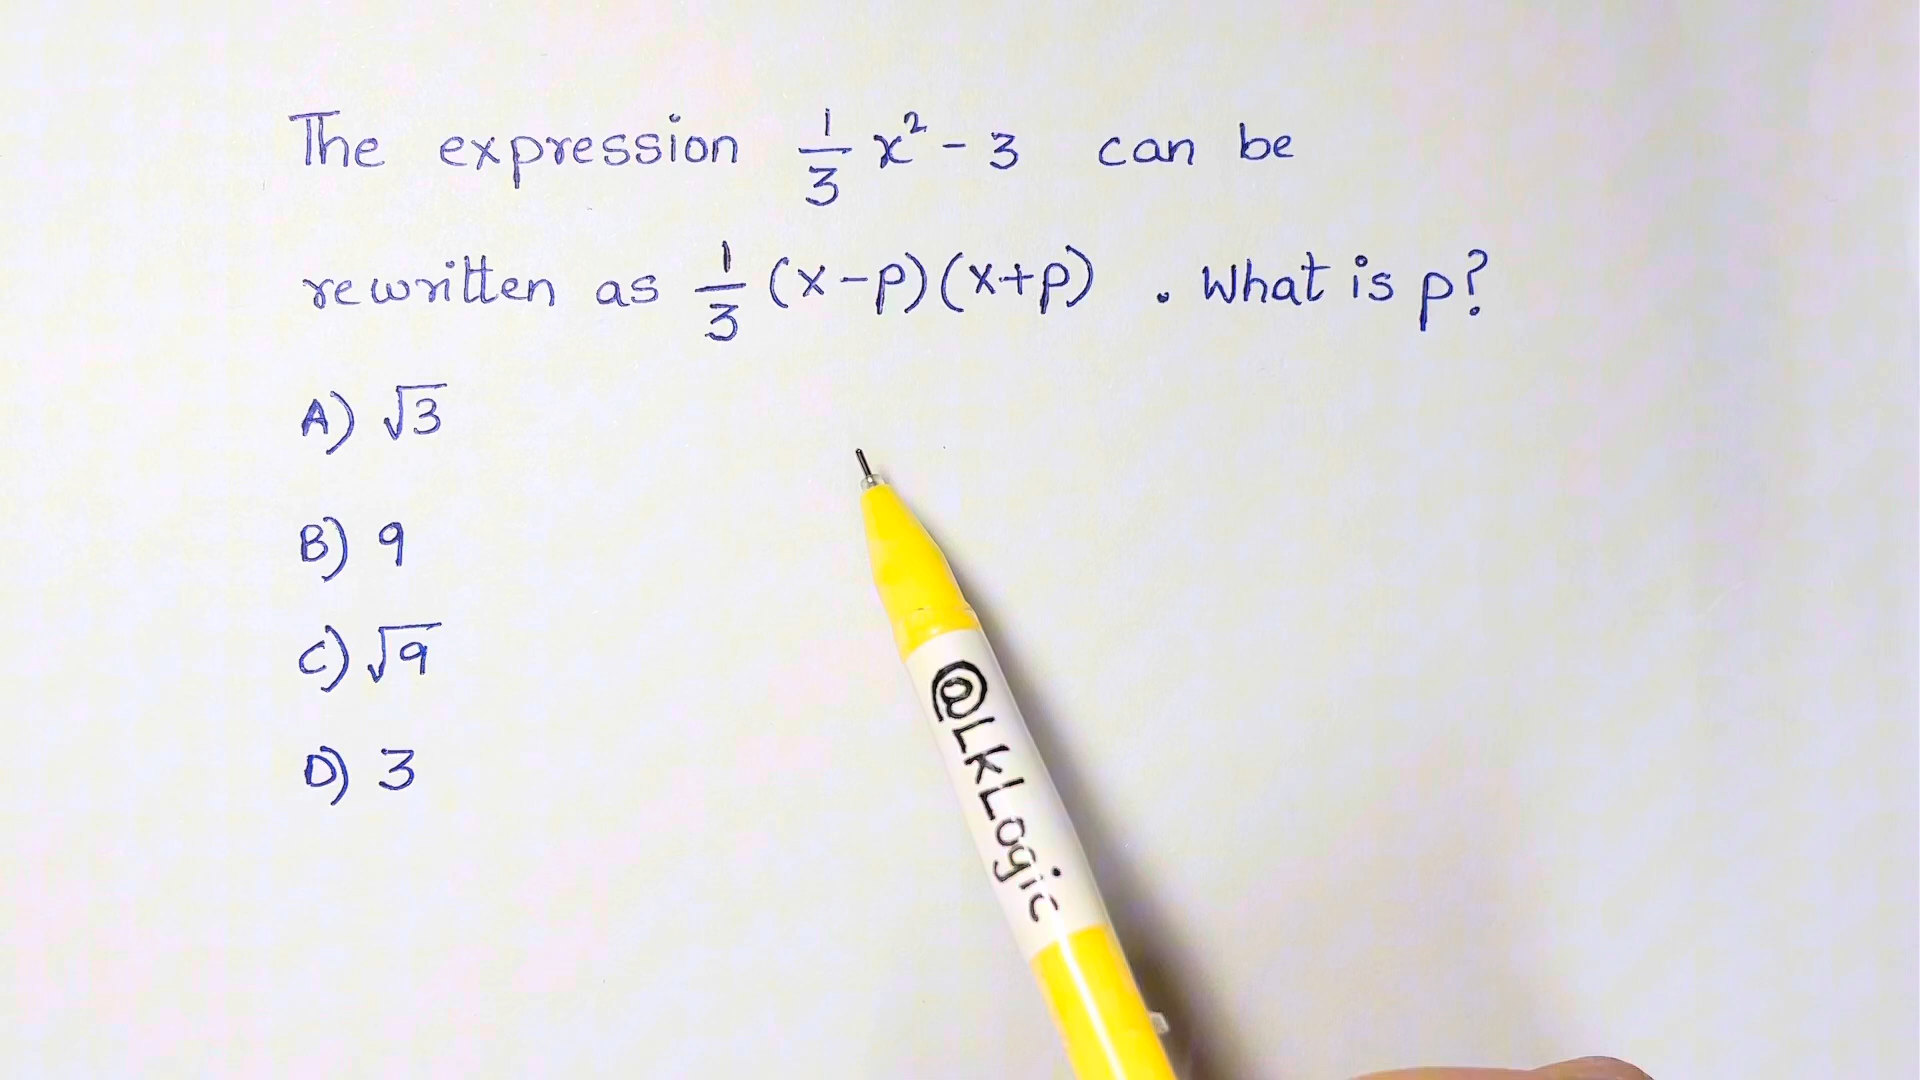 The expression 1/3 x² - 3 can be
rewritten as 1/3 (x-p)(x+p) . What is p?
A) √3
B) 9
C) √9
D) 3
@LKLogic